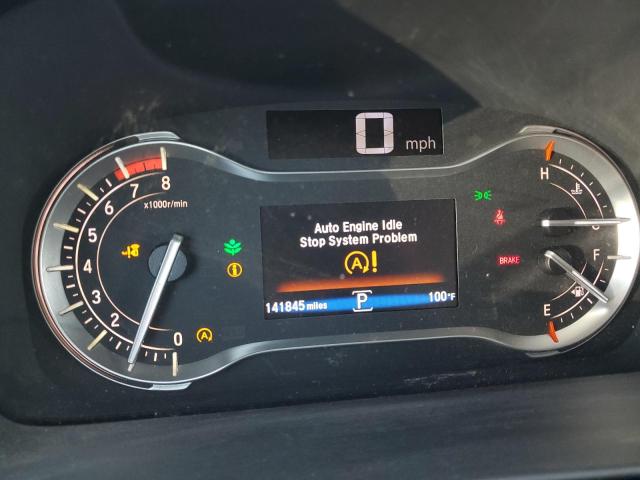 0 mph
8
7
6
5
4
3
2
1
0
x1000r/min
Auto Engine Idle
Stop System Problem
A!
141845 miles P 100°F
A
BRAKE
H
C
F
E